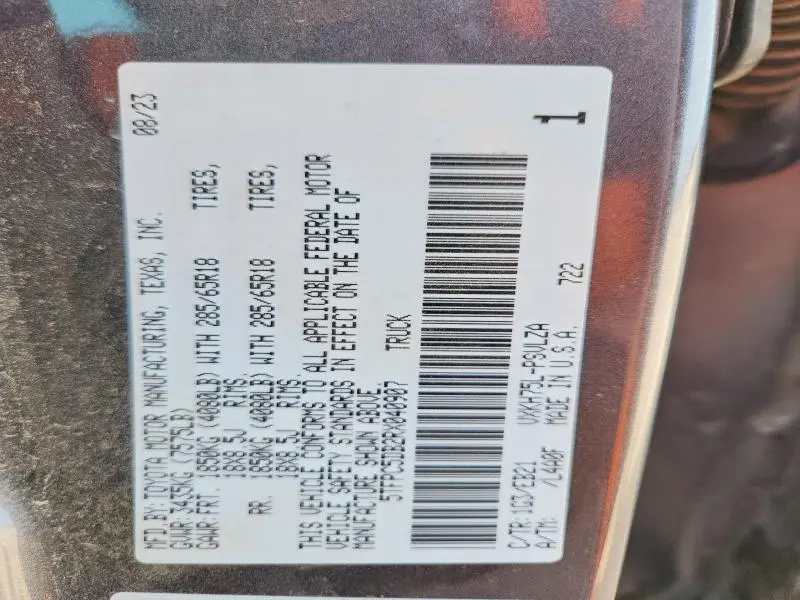 MFD.BY: TOYOTA MOTOR MANUFACTURING, TEXAS, INC. 08/23
GVWR: 3435KG (7575LB)
GAWR: FRT. 1850KG (4080LB) WITH 285/65R18 TIRES,
18X8.5J RIMS,
RR. 1850KG (4080LB) WITH 285/65R18 TIRES,
18X8.5J RIMS.
THIS VEHICLE CONFORMS TO ALL APPLICABLE FEDERAL MOTOR
VEHICLE SAFETY STANDARDS IN EFFECT ON THE DATE OF
MANUFACTURE SHOWN ABOVE.
5TFPC5DB2RX040987 TRUCK
1
C/TR: 1G3/EB21 VXKH75L-PSVLZA
A/TM: /L4A0F MADE IN U.S.A. 722